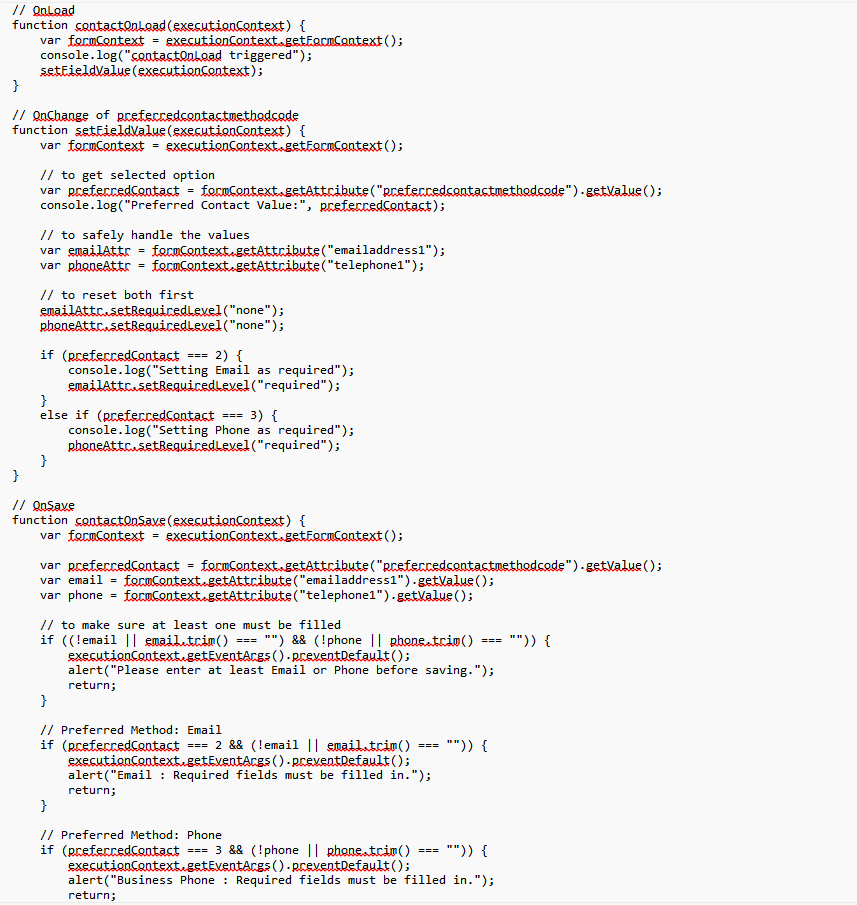 // OnLoad
function contactOnLoad(executionContext) {
    var formContext = executionContext.getFormContext();
    console.log("contactOnLoad triggered");
    setFieldValue(executionContext);
}

// OnChange of preferredcontactmethodcode
function setFieldValue(executionContext) {
    var formContext = executionContext.getFormContext();

    // to get selected option
    var preferredContact = formContext.getAttribute("preferredcontactmethodcode").getValue();
    console.log("Preferred Contact Value:", preferredContact);

    // to safely handle the values
    var emailAttr = formContext.getAttribute("emailaddress1");
    var phoneAttr = formContext.getAttribute("telephone1");

    // to reset both first
    emailAttr.setRequiredLevel("none");
    phoneAttr.setRequiredLevel("none");

    if (preferredContact === 2) {
        console.log("Setting Email as required");
        emailAttr.setRequiredLevel("required");
    }
    else if (preferredContact === 3) {
        console.log("Setting Phone as required");
        phoneAttr.setRequiredLevel("required");
    }
}

// OnSave
function contactOnSave(executionContext) {
    var formContext = executionContext.getFormContext();

    var preferredContact = formContext.getAttribute("preferredcontactmethodcode").getValue();
    var email = formContext.getAttribute("emailaddress1").getValue();
    var phone = formContext.getAttribute("telephone1").getValue();

    // to make sure at least one must be filled
    if ((!email || email.trim() === "") && (!phone || phone.trim() === "")) {
        executionContext.getEventArgs().preventDefault();
        alert("Please enter at least Email or Phone before saving.");
        return;
    }

    // Preferred Method: Email
    if (preferredContact === 2 && (!email || email.trim() === "")) {
        executionContext.getEventArgs().preventDefault();
        alert("Email : Required fields must be filled in.");
        return;
    }

    // Preferred Method: Phone
    if (preferredContact === 3 && (!phone || phone.trim() === "")) {
        executionContext.getEventArgs().preventDefault();
        alert("Business Phone : Required fields must be filled in.");
        return;